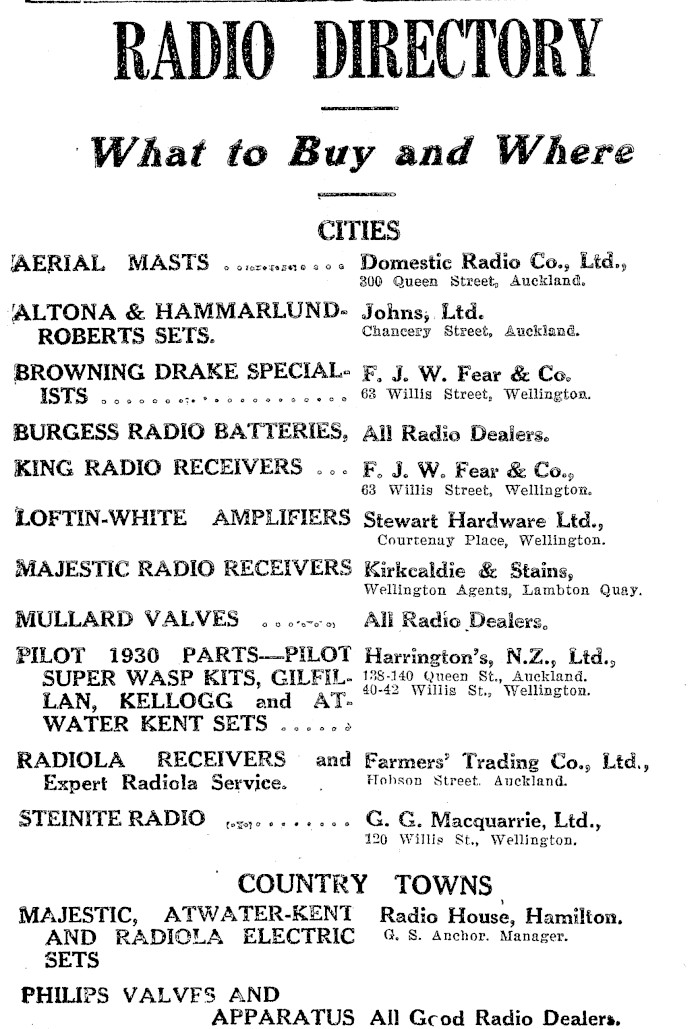 RADIO DIRECTORY
What to Buy and Where
CITIES
AERIAL MASTS .............. Domestic Radio Co., Ltd.,
300 Queen Street, Auckland.
ALTONA & HAMMARLUND- Johns, Ltd.
ROBERTS SETS. Chancery Street, Auckland.
BROWNING DRAKE SPECIAL- F. J. W. Fear & Co.
ISTS ...................... 63 Willis Street, Wellington.
BURGESS RADIO BATTERIES, All Radio Dealers.
KING RADIO RECEIVERS ... F. J. W. Fear & Co.,
63 Willis Street, Wellington.
LOFTIN-WHITE AMPLIFIERS Stewart Hardware Ltd.,
Courtenay Place, Wellington.
MAJESTIC RADIO RECEIVERS Kirkcaldie & Stains,
Wellington Agents, Lambton Quay.
MULLARD VALVES ........ All Radio Dealers.
PILOT 1930 PARTS—PILOT Harrington's, N.Z., Ltd.,
SUPER WASP KITS, GILFIL- 138-140 Queen St., Auckland.
LAN, KELLOGG and AT- 40-42 Willis St., Wellington.
WATER KENT SETS ......
RADIOLA RECEIVERS and Farmers' Trading Co., Ltd.,
Expert Radiola Service. Hobson Street, Auckland.
STEINITE RADIO ............ G. G. Macquarrie, Ltd.,
120 Willis St., Wellington.
COUNTRY TOWNS
MAJESTIC, ATWATER-KENT Radio House, Hamilton.
AND RADIOLA ELECTRIC G. S. Anchor. Manager.
SETS
PHILIPS VALVES AND
APPARATUS All Good Radio Dealers.